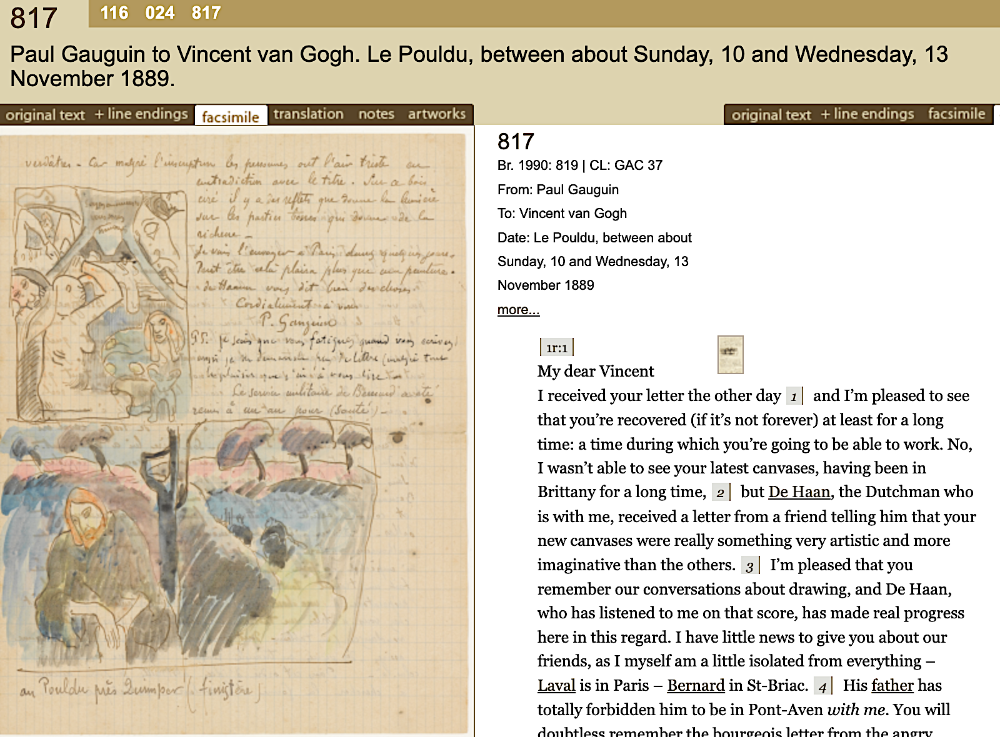 817
116 024 817
Paul Gauguin to Vincent van Gogh. Le Pouldu, between about Sunday, 10 and Wednesday, 13
November 1889.
original text + line endings facsimile translation notes artworks
original text + line endings facsimile
verdâtres - Car malgré l'inscription les personnes ont l'air triste en
contradiction avec le titre. Sur ce bois
ciré il y a des reflets que donne la lumière
sur les parties bosses qui donne de la
richesse -
Je vais l'envoyer à Paris dans quelques jours.
Peut être cela plaira plus que ma peinture.
de Haan vous dit bien des choses.
Cordialement à vous
P. Gauguin
PS. Je sais que vous fatiguez quand vous écrivez
aussi je ne demande pas de lettre (malgré tout
le plaisir que j'ai à vous lire
Le service militaire de Bernard a été
remis à un an pour (santé) -
au Pouldu près Quimper (finistère)
817
Br. 1990: 819 | CL: GAC 37
From: Paul Gauguin
To: Vincent van Gogh
Date: Le Pouldu, between about
Sunday, 10 and Wednesday, 13
November 1889
more...
1r:1
My dear Vincent
I received your letter the other day 1 and I’m pleased to see
that you’re recovered (if it’s not forever) at least for a long
time: a time during which you’re going to be able to work. No,
I wasn’t able to see your latest canvases, having been in
Brittany for a long time, 2 but De Haan, the Dutchman who
is with me, received a letter from a friend telling him that your
new canvases were really something very artistic and more
imaginative than the others. 3 I’m pleased that you
remember our conversations about drawing, and De Haan,
who has listened to me on that score, has made real progress
here in this regard. I have little news to give you about our
friends, as I myself am a little isolated from everything –
Laval is in Paris – Bernard in St-Briac. 4 His father has
totally forbidden him to be in Pont-Aven with me. You will
doubtless remember the bourgeois letter from the angry